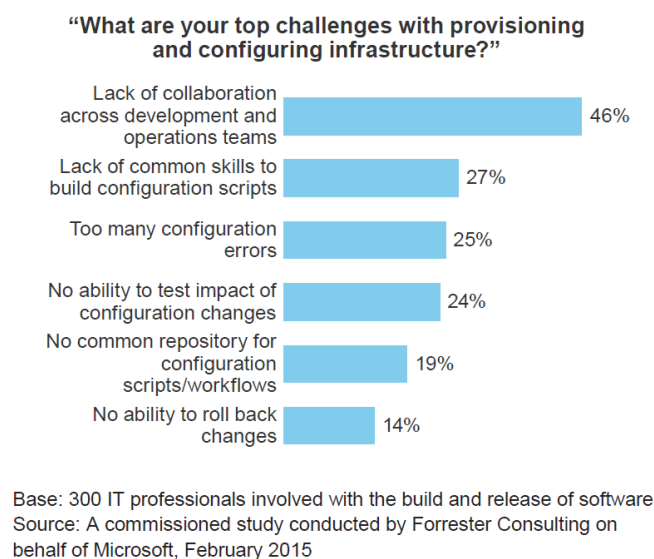 “What are your top challenges with provisioning
and configuring infrastructure?”
Lack of collaboration
across development and
operations teams
46%
Lack of common skills to
build configuration scripts
27%
Too many configuration
errors
25%
No ability to test impact of
configuration changes
24%
No common repository for
configuration
scripts/workflows
19%
No ability to roll back
changes
14%
Base: 300 IT professionals involved with the build and release of software
Source: A commissioned study conducted by Forrester Consulting on
behalf of Microsoft, February 2015